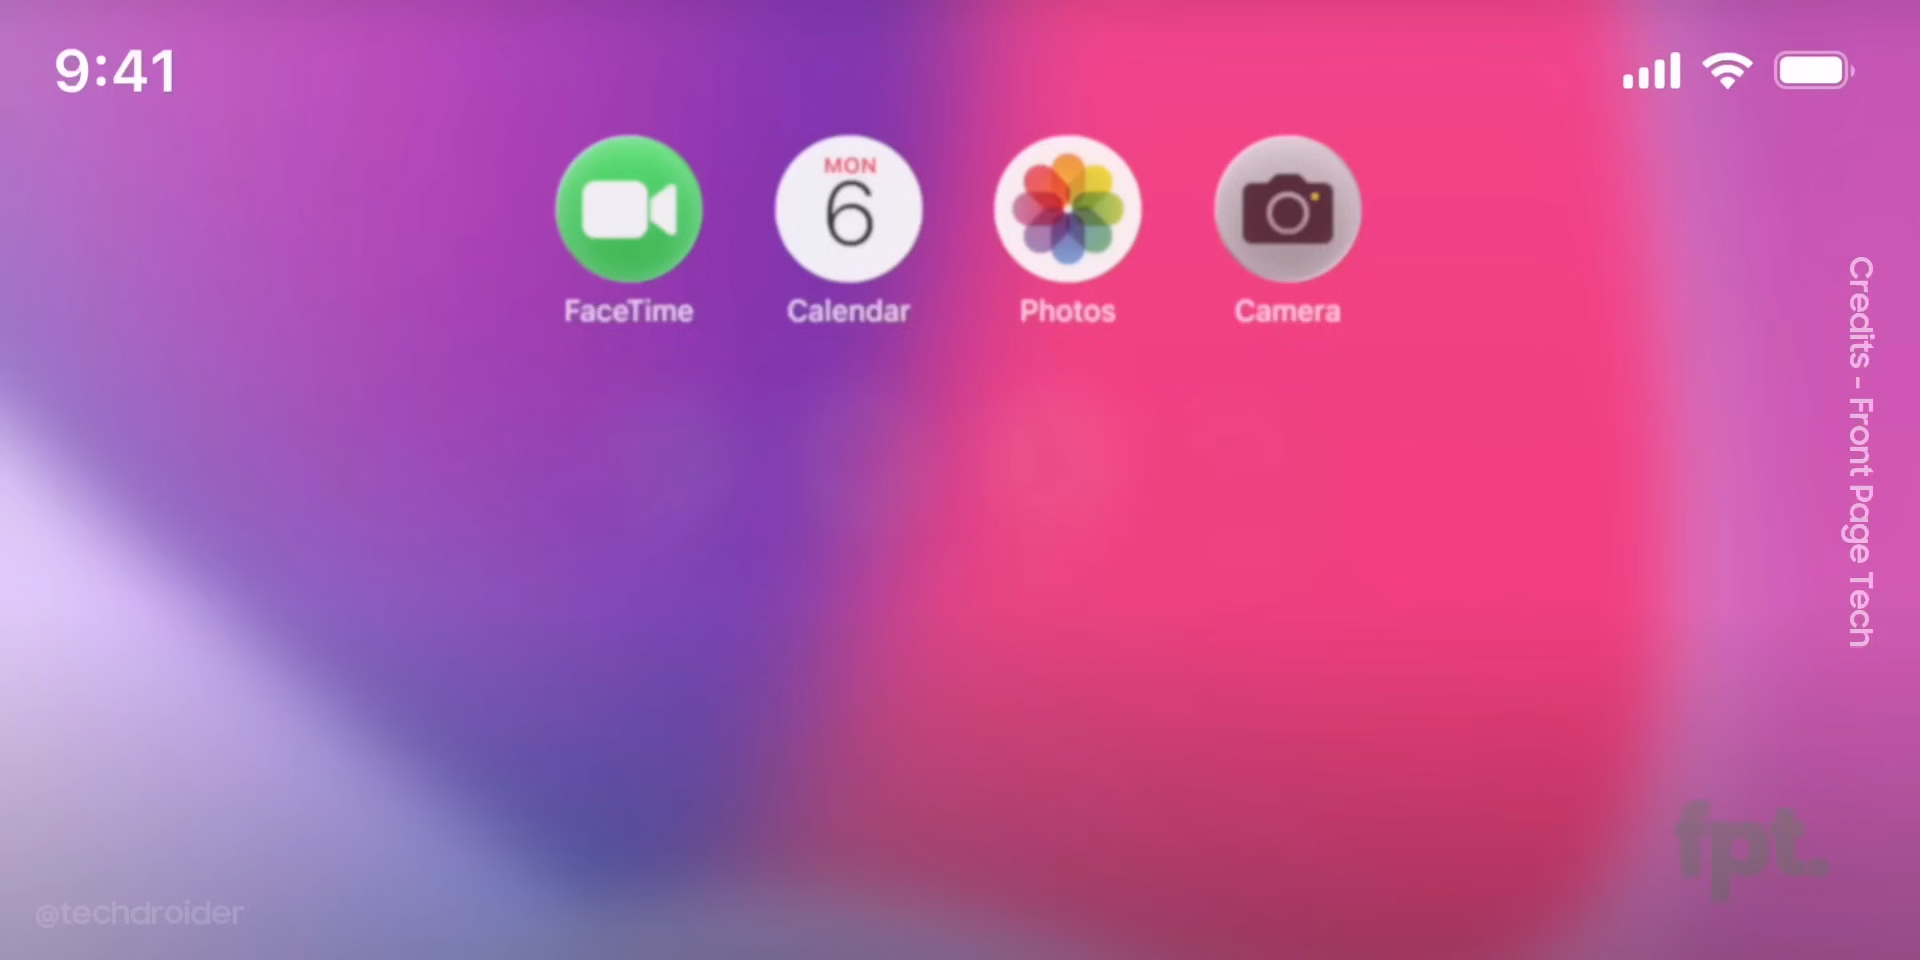 9:41
MON
6
FaceTime
Calendar
Photos
Camera
Credits - Front Page Tech
fpt.
@techdroider